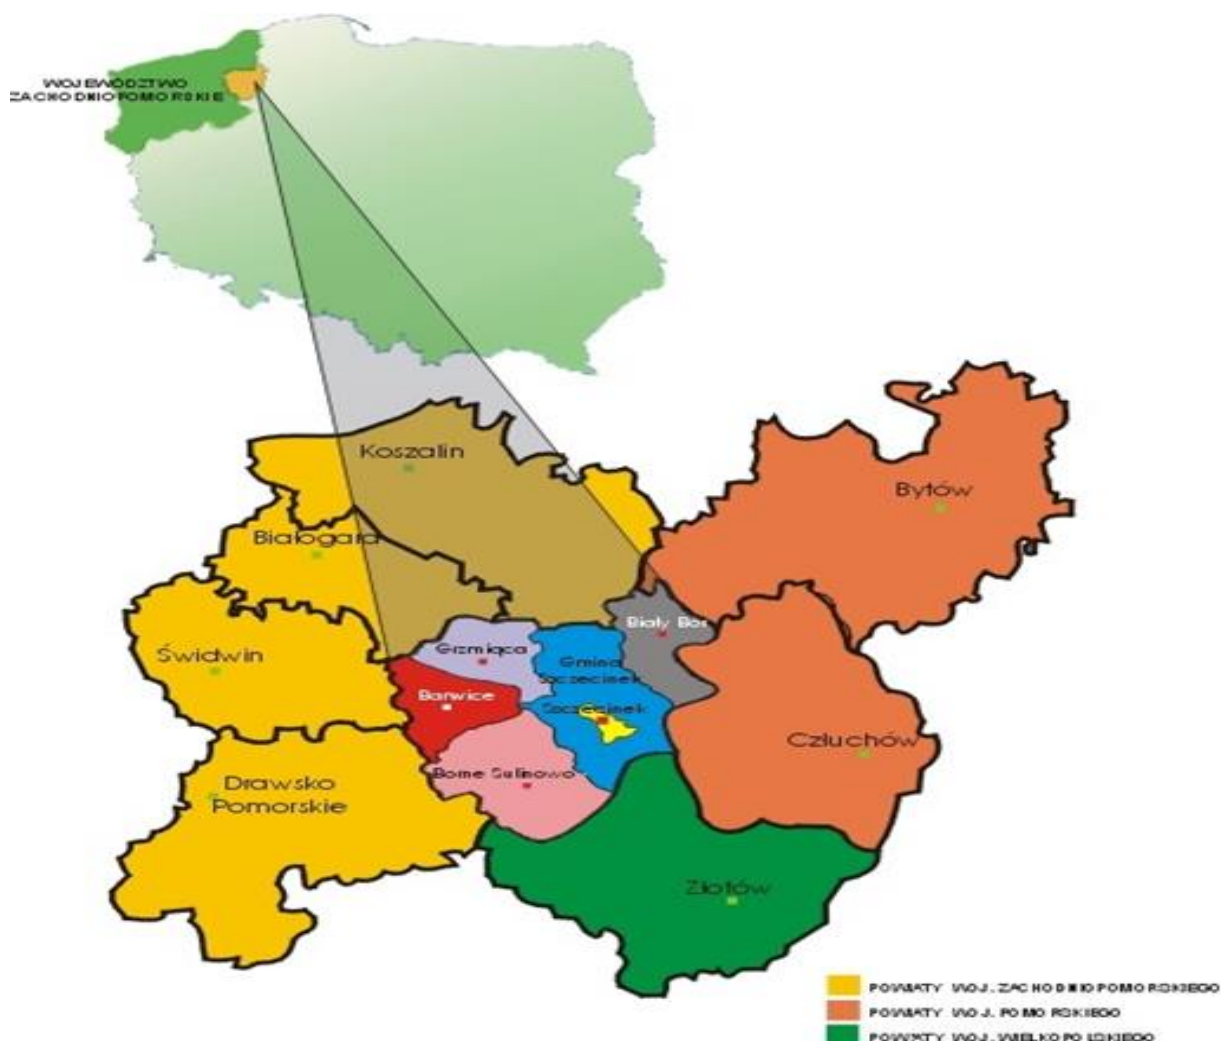 WOJEWÓDZTWO
ZACHODNIOPOMORSKIE
Koszalin
Bytów
Białogard
Biały Bór
Świdwin
Grzmiąca
Gmina
Szczecinek
Barwice
Szczecinek
Człuchów
Borne Sulinowo
Drawsko
Pomorskie
Złotów
POWIATY WOJ. ZACHODNIOPOMORSKIEGO
POWIATY WOJ. POMORSKIEGO
POWIATY WOJ. WIELKOPOLSKIEGO